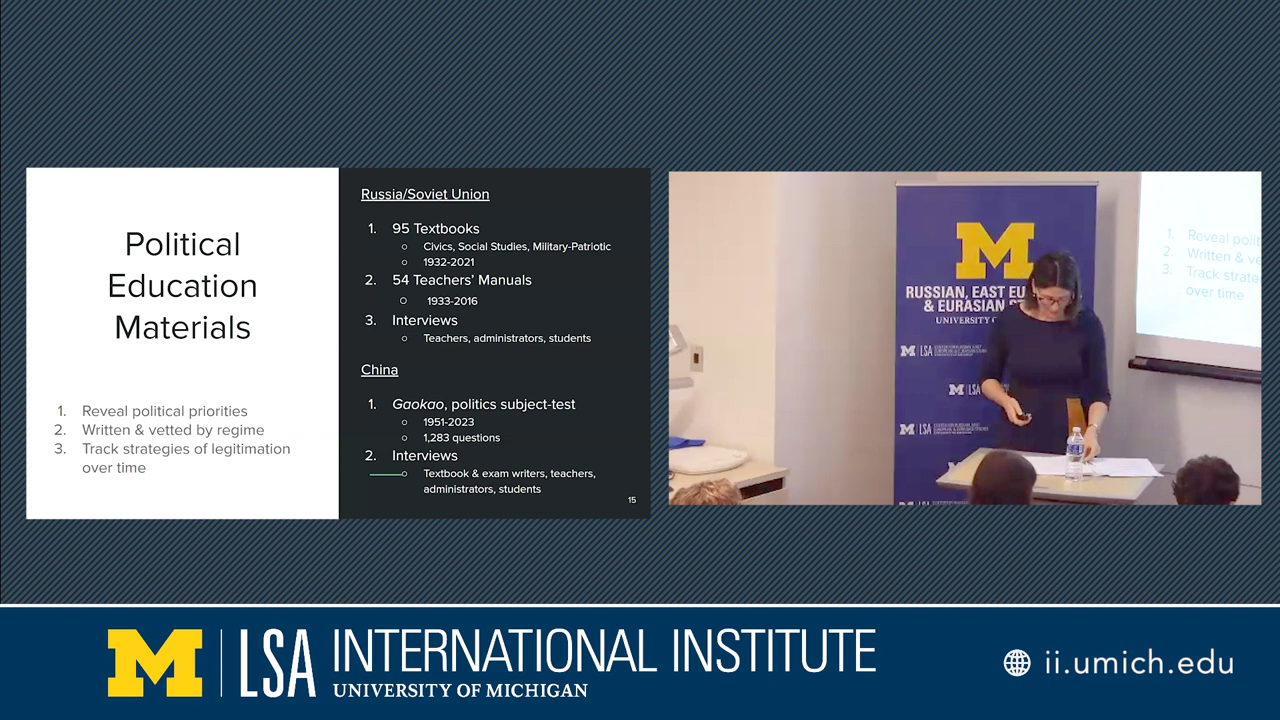 Political
Education
Materials
1. Reveal political priorities
2. Written & vetted by regime
3. Track strategies of legitimation
over time
Russia/Soviet Union
1. 95 Textbooks
○ Civics, Social Studies, Military-Patriotic
○ 1932-2021
2. 54 Teachers' Manuals
○ 1933-2016
3. Interviews
○ Teachers, administrators, students
China
1. Gaokao, politics subject-test
○ 1951-2023
○ 1,283 questions
2. Interviews
○ Textbook & exam writers, teachers,
administrators, students
15
M
RUSSIAN, EAST EU
& EURASIAN S
UNIVERSITY
M LSA
M LSA
M LSA
1. Reveal polit
2. Written & ve
3. Track strate
over time
M LSA INTERNATIONAL INSTITUTE
UNIVERSITY OF MICHIGAN
ii.umich.edu